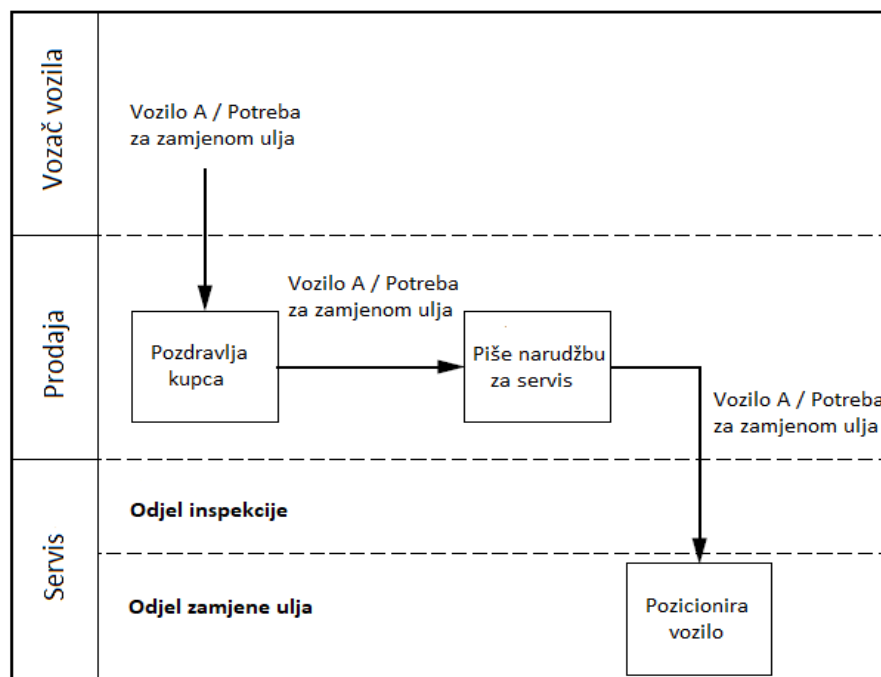 Vozač vozila
Vozilo A / Potreba
za zamjenom ulja
Prodaja
Pozdravlja
kupca
Vozilo A / Potreba
za zamjenom ulja
Piše narudžbu
za servis
Vozilo A / Potreba
za zamjenom ulja
Servis
Odjel inspekcije
Odjel zamjene ulja
Pozicionira
vozilo